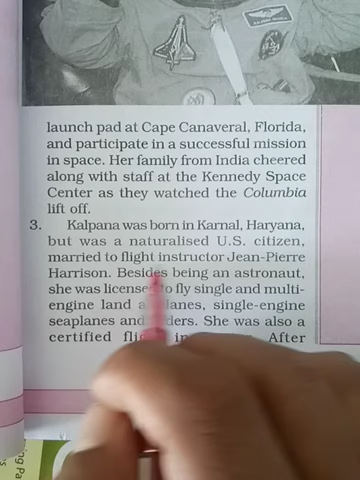 launch pad at Cape Canaveral, Florida,
and participate in a successful mission
in space. Her family from India cheered
along with staff at the Kennedy Space
Center as they watched the Columbia
lift off.
3. Kalpana was born in Karnal, Haryana,
but was a naturalised U.S. citizen,
married to flight instructor Jean-Pierre
Harrison. Besides being an astronaut,
she was licensed to fly single and multi-
engine land planes, single-engine
seaplanes and ders. She was also a
certified After